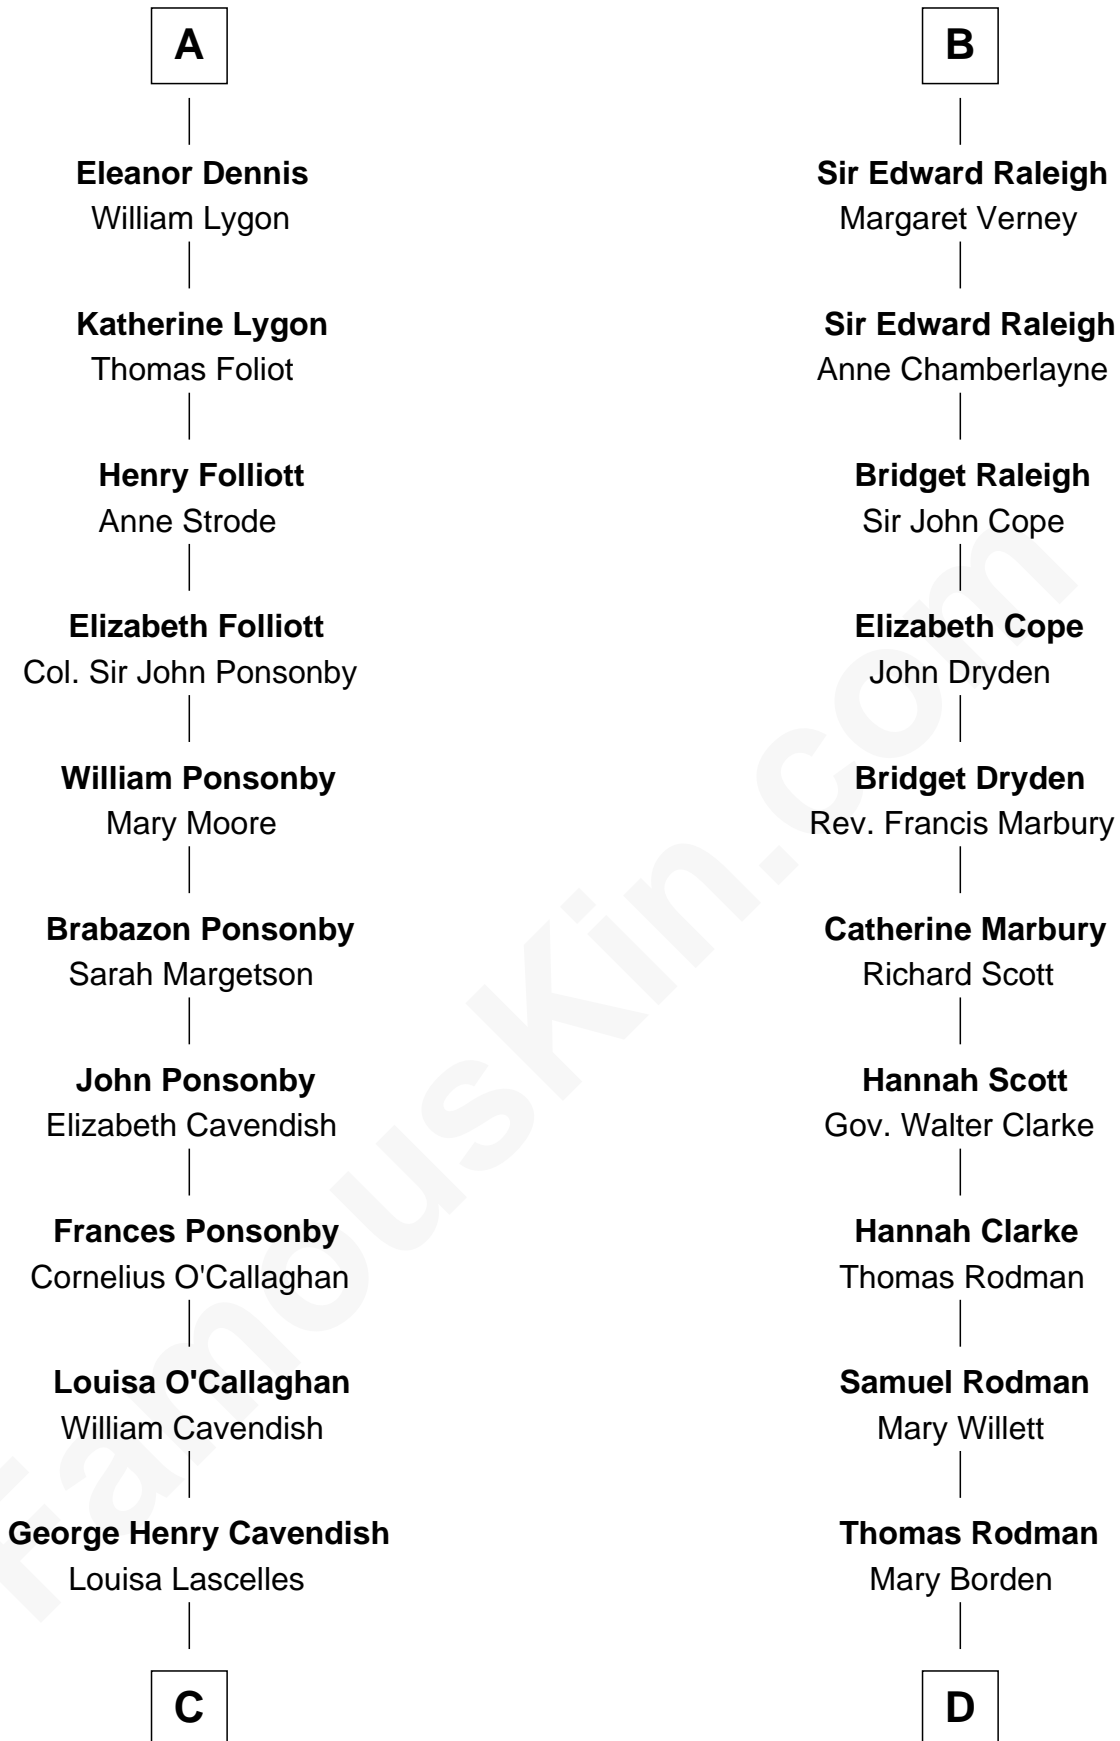 A
Eleanor Dennis
William Lygon
Katherine Lygon
Thomas Foliot
Henry Folliott
Anne Strode
Elizabeth Folliott
Col. Sir John Ponsonby
William Ponsonby
Mary Moore
Brabazon Ponsonby
Sarah Margetson
John Ponsonby
Elizabeth Cavendish
Frances Ponsonby
Cornelius O'Callaghan
Louisa O'Callaghan
William Cavendish
George Henry Cavendish
Louisa Lascelles
C
B
Sir Edward Raleigh
Margaret Verney
Sir Edward Raleigh
Anne Chamberlayne
Bridget Raleigh
Sir John Cope
Elizabeth Cope
John Dryden
Bridget Dryden
Rev. Francis Marbury
Catherine Marbury
Richard Scott
Hannah Scott
Gov. Walter Clarke
Hannah Clarke
Thomas Rodman
Samuel Rodman
Mary Willett
Thomas Rodman
Mary Borden
D
FamousKin.com